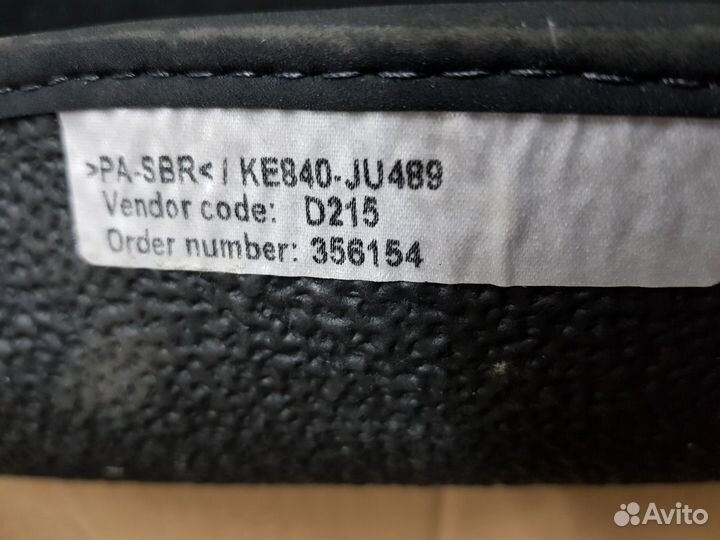 >PA-SBR< / KE840-JU489
Vendor code: D215
Order number: 356154
Avito